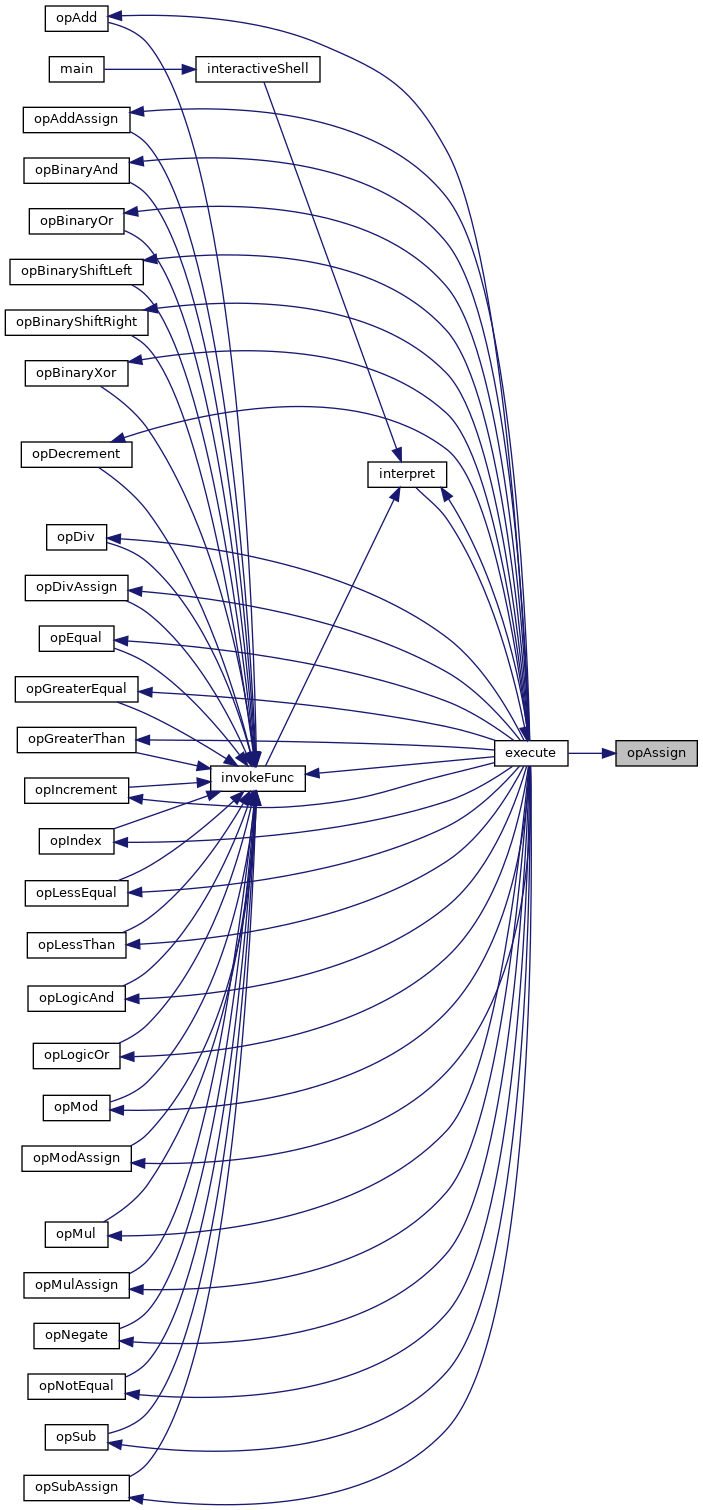 opAdd
main
interactiveShell
opAddAssign
opBinaryAnd
opBinaryOr
opBinaryShiftLeft
opBinaryShiftRight
opBinaryXor
opDecrement
interpret
opDiv
opDivAssign
opEqual
opGreaterEqual
opGreaterThan
execute
opAssign
invokeFunc
opIncrement
opIndex
opLessEqual
opLessThan
opLogicAnd
opLogicOr
opMod
opModAssign
opMul
opMulAssign
opNegate
opNotEqual
opSub
opSubAssign